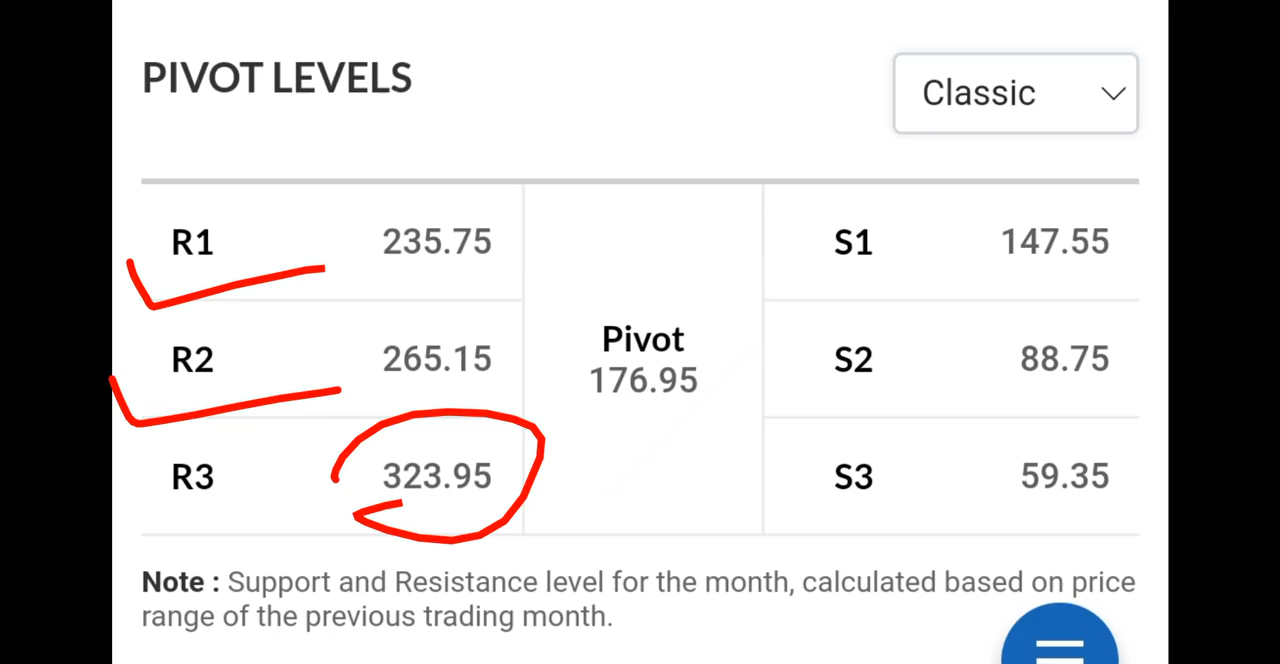 PIVOT LEVELS
Classic
R1 235.75
R2 265.15
R3 323.95
Pivot
176.95
S1 147.55
S2 88.75
S3 59.35
Note : Support and Resistance level for the month, calculated based on price
range of the previous trading month.